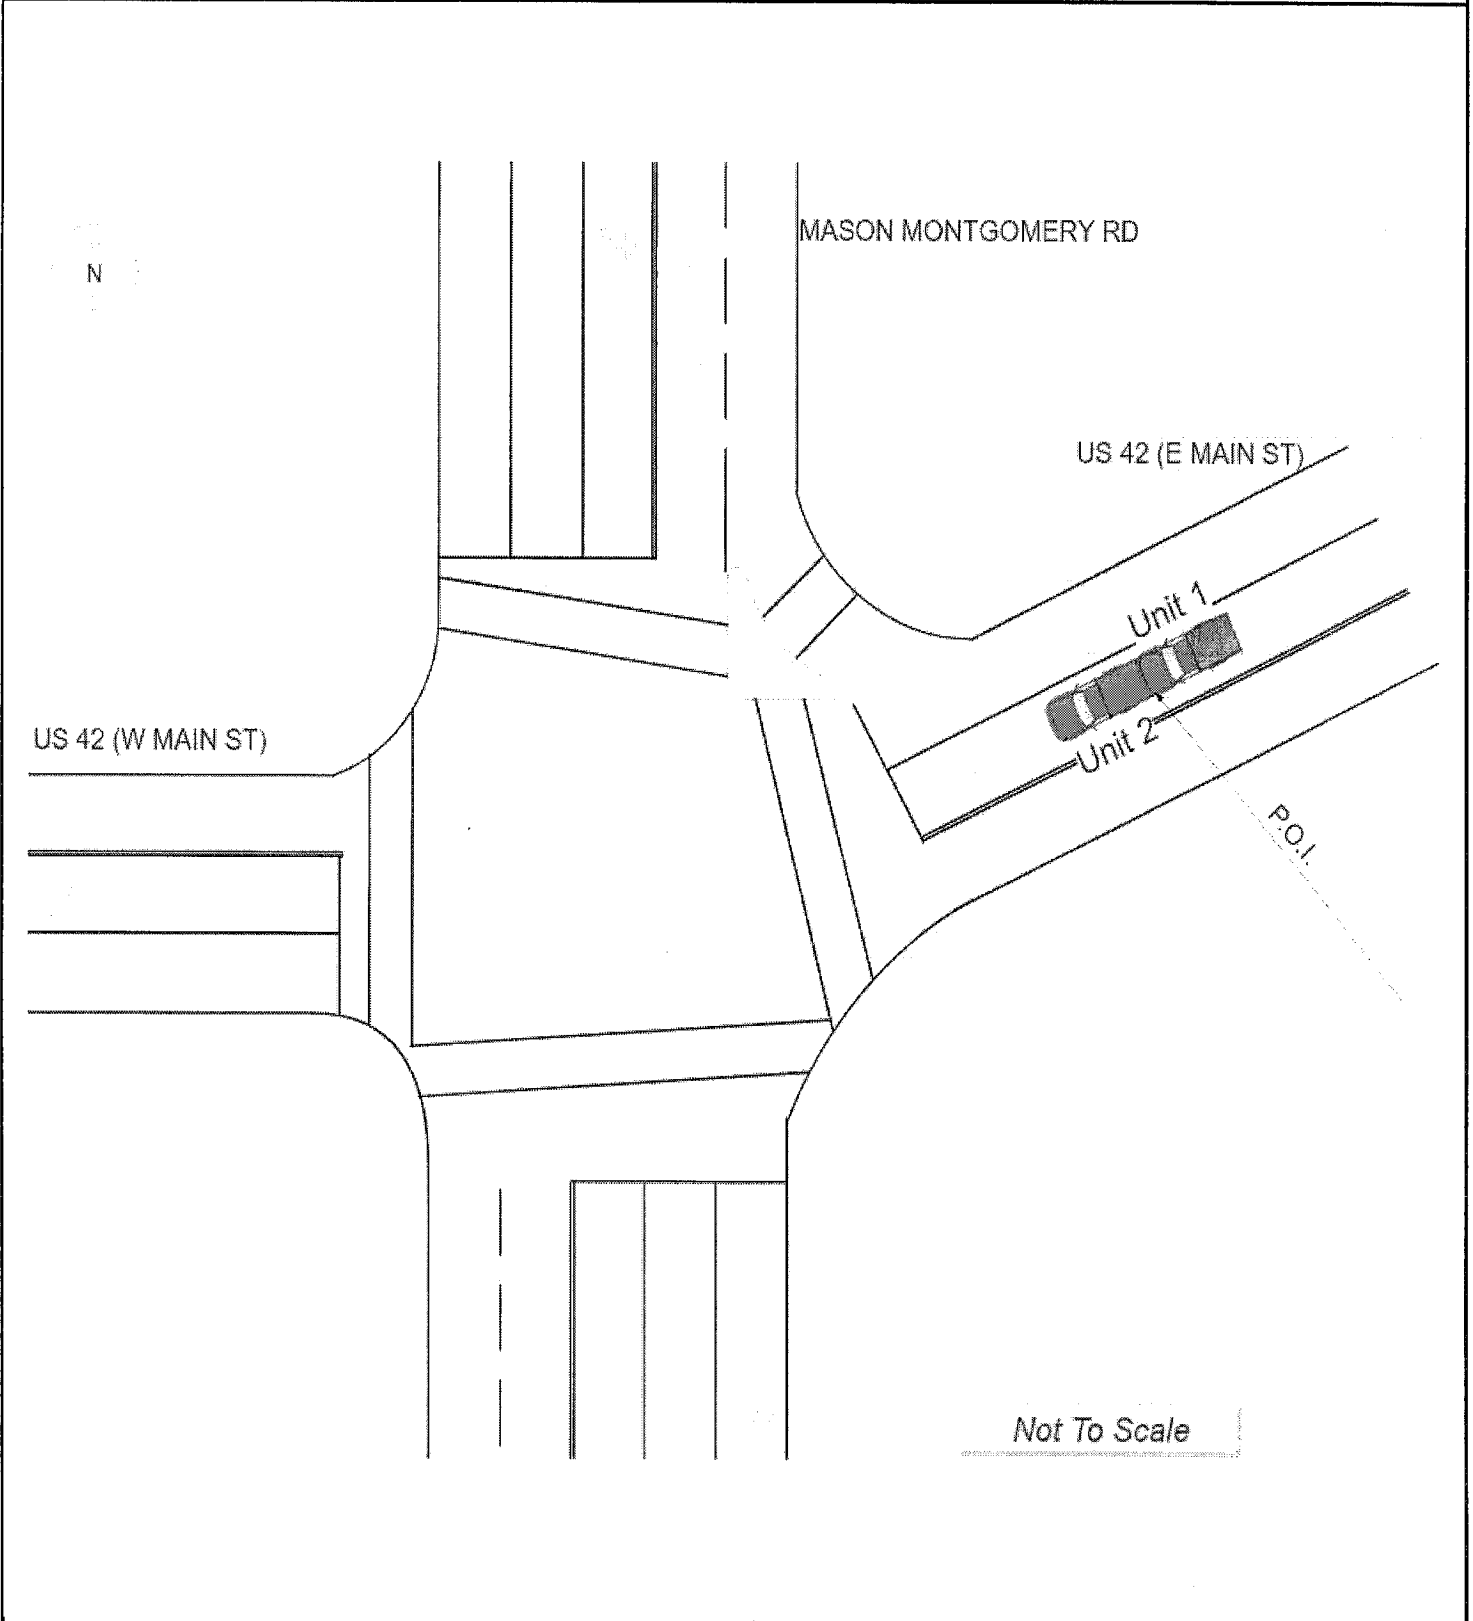 MASON MONTGOMERY RD
N
US 42 (E MAIN ST)
Unit 1
US 42 (W MAIN ST)
Unit 2
P.O.I.
Not To Scale